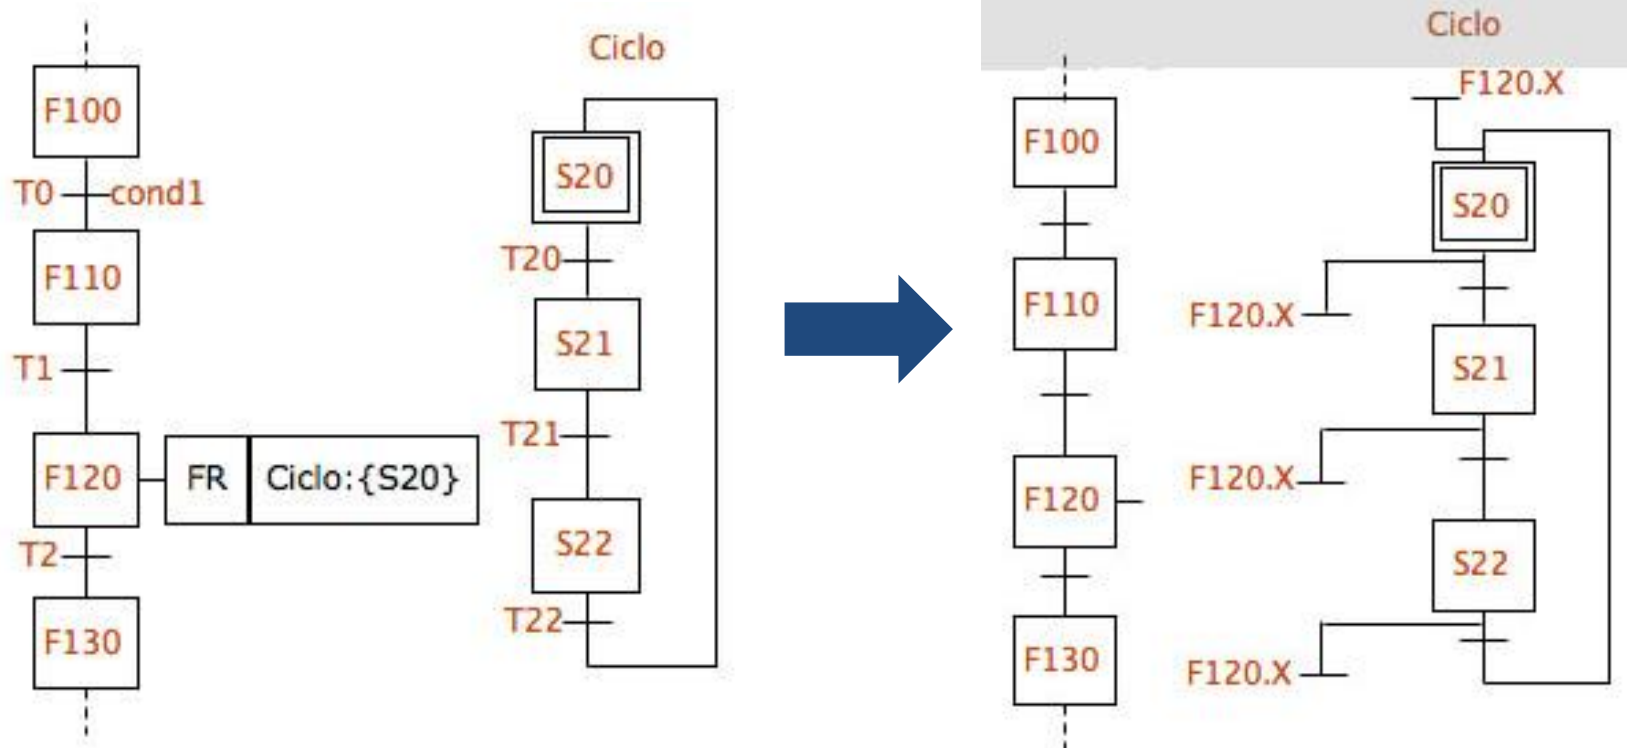 F100
T0
cond1
F110
T1
F120
FR
Ciclo:{S20}
T2
F130
Ciclo
S20
T20
S21
T21
S22
T22
F100
F110
F120
F130
Ciclo
F120.X
S20
F120.X
S21
F120.X
S22
F120.X